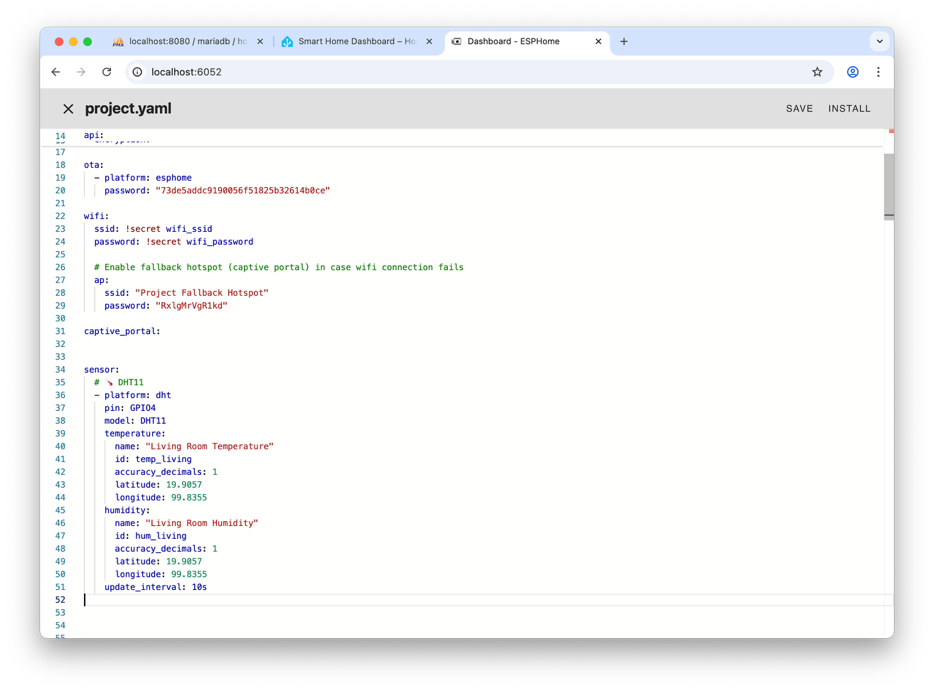 localhost:8080 / mariadb / ho
Smart Home Dashboard – Ho
Dashboard - ESPHome
localhost:6052
project.yaml
SAVE
INSTALL
14 api:
17
18 ota:
19 - platform: esphome
20 password: "73de5addc9190056f51825b32614b0ce"
21
22 wifi:
23 ssid: !secret wifi_ssid
24 password: !secret wifi_password
25
26 # Enable fallback hotspot (captive portal) in case wifi connection fails
27 ap:
28 ssid: "Project Fallback Hotspot"
29 password: "RxlgMrVgR1kd"
30
31 captive_portal:
32
33
34 sensor:
35 # DHT11
36 - platform: dht
37 pin: GPIO4
38 model: DHT11
39 temperature:
40 name: "Living Room Temperature"
41 id: temp_living
42 accuracy_decimals: 1
43 latitude: 19.9057
44 longitude: 99.8355
45 humidity:
46 name: "Living Room Humidity"
47 id: hum_living
48 accuracy_decimals: 1
49 latitude: 19.9057
50 longitude: 99.8355
51 update_interval: 10s
52
53
54